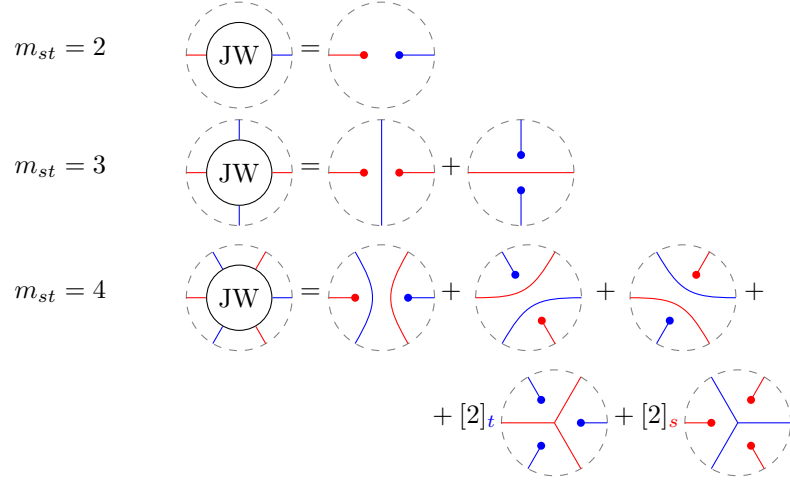 m_{st} = 2 JW =
m_{st} = 3 JW = +
m_{st} = 4 JW = + + +
+ [2]_t + [2]_s